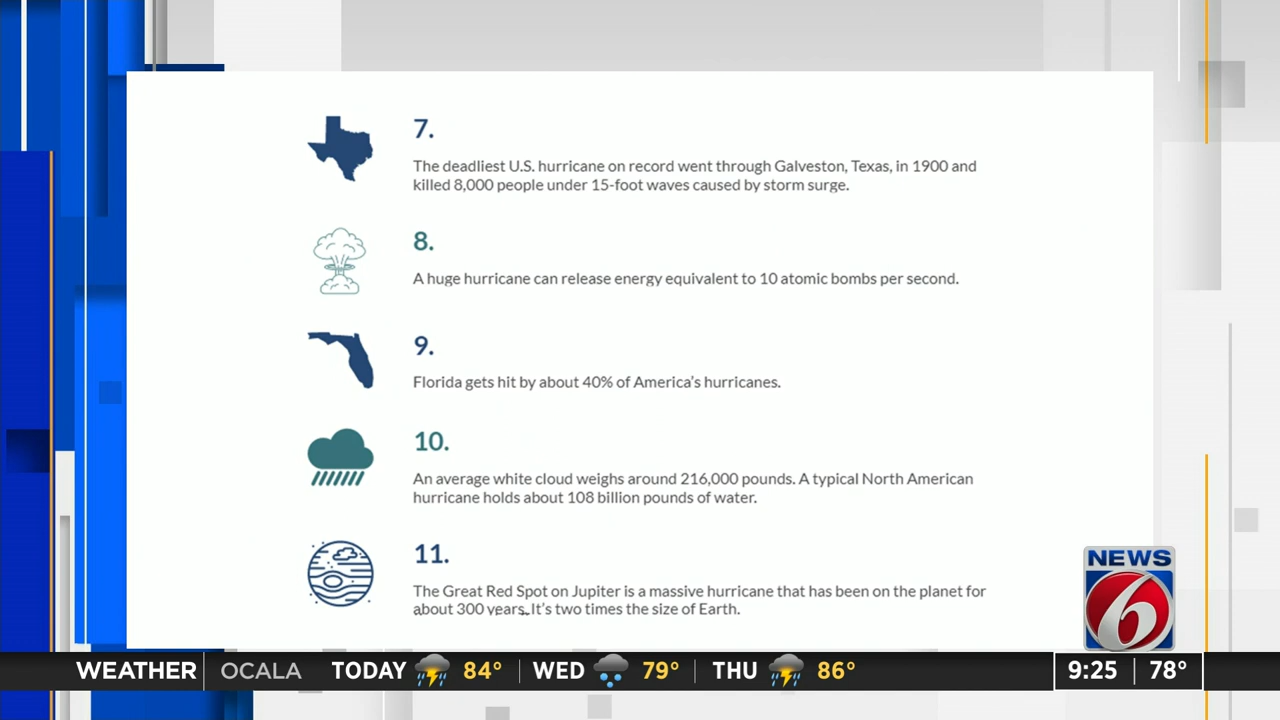 7.
The deadliest U.S. hurricane on record went through Galveston, Texas, in 1900 and
killed 8,000 people under 15-foot waves caused by storm surge.
8.
A huge hurricane can release energy equivalent to 10 atomic bombs per second.
9.
Florida gets hit by about 40% of America's hurricanes.
10.
An average white cloud weighs around 216,000 pounds. A typical North American
hurricane holds about 108 billion pounds of water.
11.
The Great Red Spot on Jupiter is a massive hurricane that has been on the planet for
about 300 years. It's two times the size of Earth.
NEWS
6
WEATHER OCALA TODAY 84° WED 79° THU 86° 9:25 78°